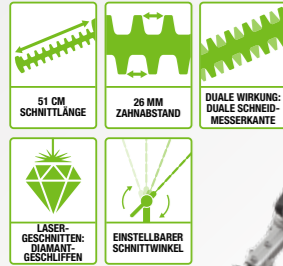 51 CM
SCHNITTLÄNGE
26 MM
ZAHNABSTAND
DUALE WIRKUNG:
DUALE SCHNEID-
MESSERKANTE
LASER-
GESCHNITTEN:
DIAMANT-
GESCHLIFFEN
EINSTELLBARER
SCHNITTWINKEL